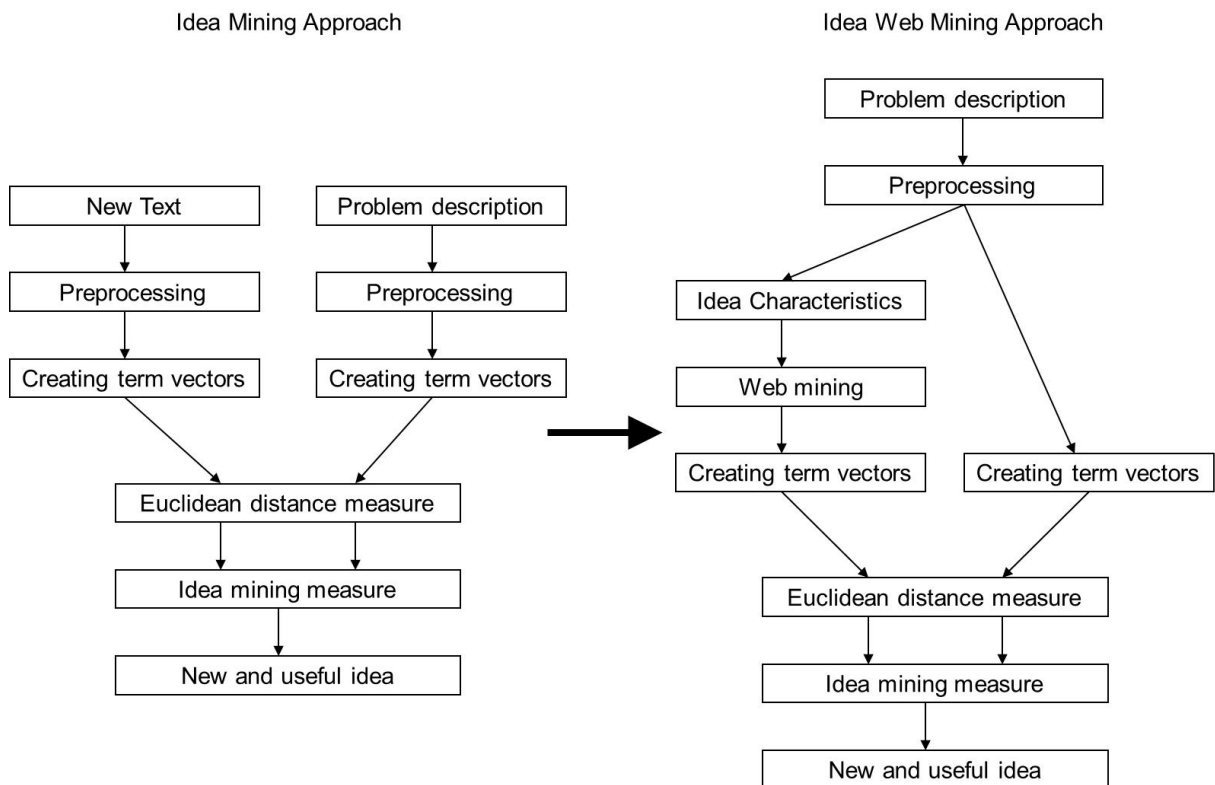 Idea Mining Approach
New Text
Problem description
Preprocessing
Preprocessing
Creating term vectors
Creating term vectors
Euclidean distance measure
Idea mining measure
New and useful idea
Idea Web Mining Approach
Problem description
Preprocessing
Idea Characteristics
Web mining
Creating term vectors
Creating term vectors
Euclidean distance measure
Idea mining measure
New and useful idea